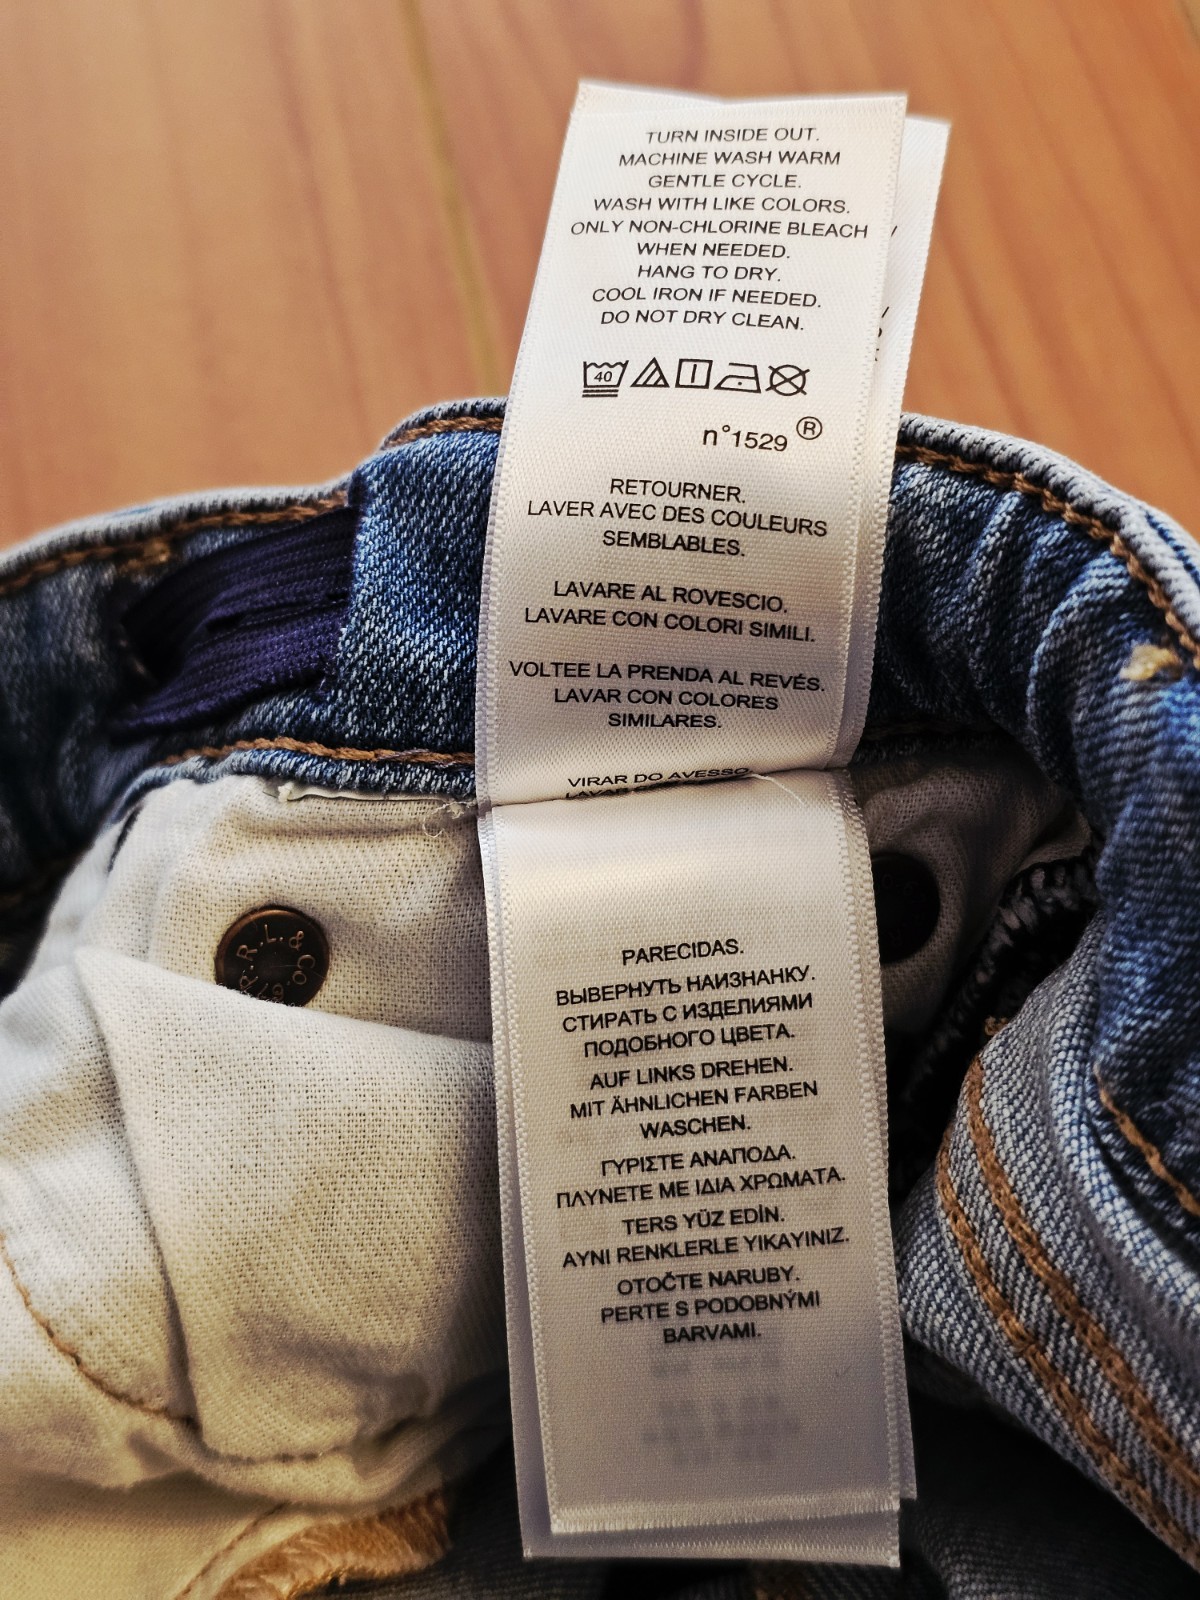 TURN INSIDE OUT.
MACHINE WASH WARM
GENTLE CYCLE.
WASH WITH LIKE COLORS.
ONLY NON-CHLORINE BLEACH
WHEN NEEDED.
HANG TO DRY.
COOL IRON IF NEEDED.
DO NOT DRY CLEAN.
40
n°1529 ®
RETOURNER.
LAVER AVEC DES COULEURS
SEMBLABLES.
LAVARE AL ROVESCIO.
LAVARE CON COLORI SIMILI.
VOLTEE LA PRENDA AL REVÉS.
LAVAR CON COLORES
SIMILARES.
VIRAR DO AVESSO
LAVAR
PARECIDAS.
ВЫВЕРНУТЬ НАИЗНАНКУ.
СТИРАТЬ С ИЗДЕЛИЯМИ
ПОДОБНОГО ЦВЕТА.
AUF LINKS DREHEN.
MIT ÄHNLICHEN FARBEN
WASCHEN.
ΓΥΡΙΣΤΕ ΑΝΑΠΟΔΑ.
ΠΛΥΝΕΤΕ ΜΕ ΙΔΙΑ ΧΡΩΜΑΤΑ.
TERS YÜZ EDİN.
AYNI RENKLERLE YIKAYINIZ.
OTOČTE NARUBY.
PERTE S PODOBNÝMI
BARVAMI.
R.L. & CO.